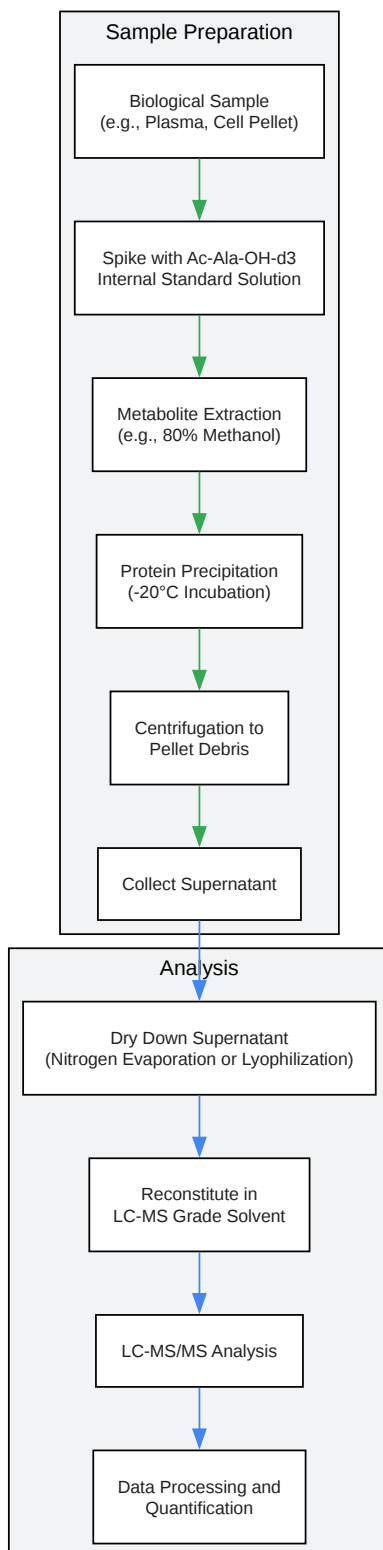 Sample Preparation
Biological Sample
(e.g., Plasma, Cell Pellet)
Spike with Ac-Ala-OH-d3
Internal Standard Solution
Metabolite Extraction
(e.g., 80% Methanol)
Protein Precipitation
(-20°C Incubation)
Centrifugation to
Pellet Debris
Collect Supernatant
Analysis
Dry Down Supernatant
(Nitrogen Evaporation or Lyophilization)
Reconstitute in
LC-MS Grade Solvent
LC-MS/MS Analysis
Data Processing and
Quantification